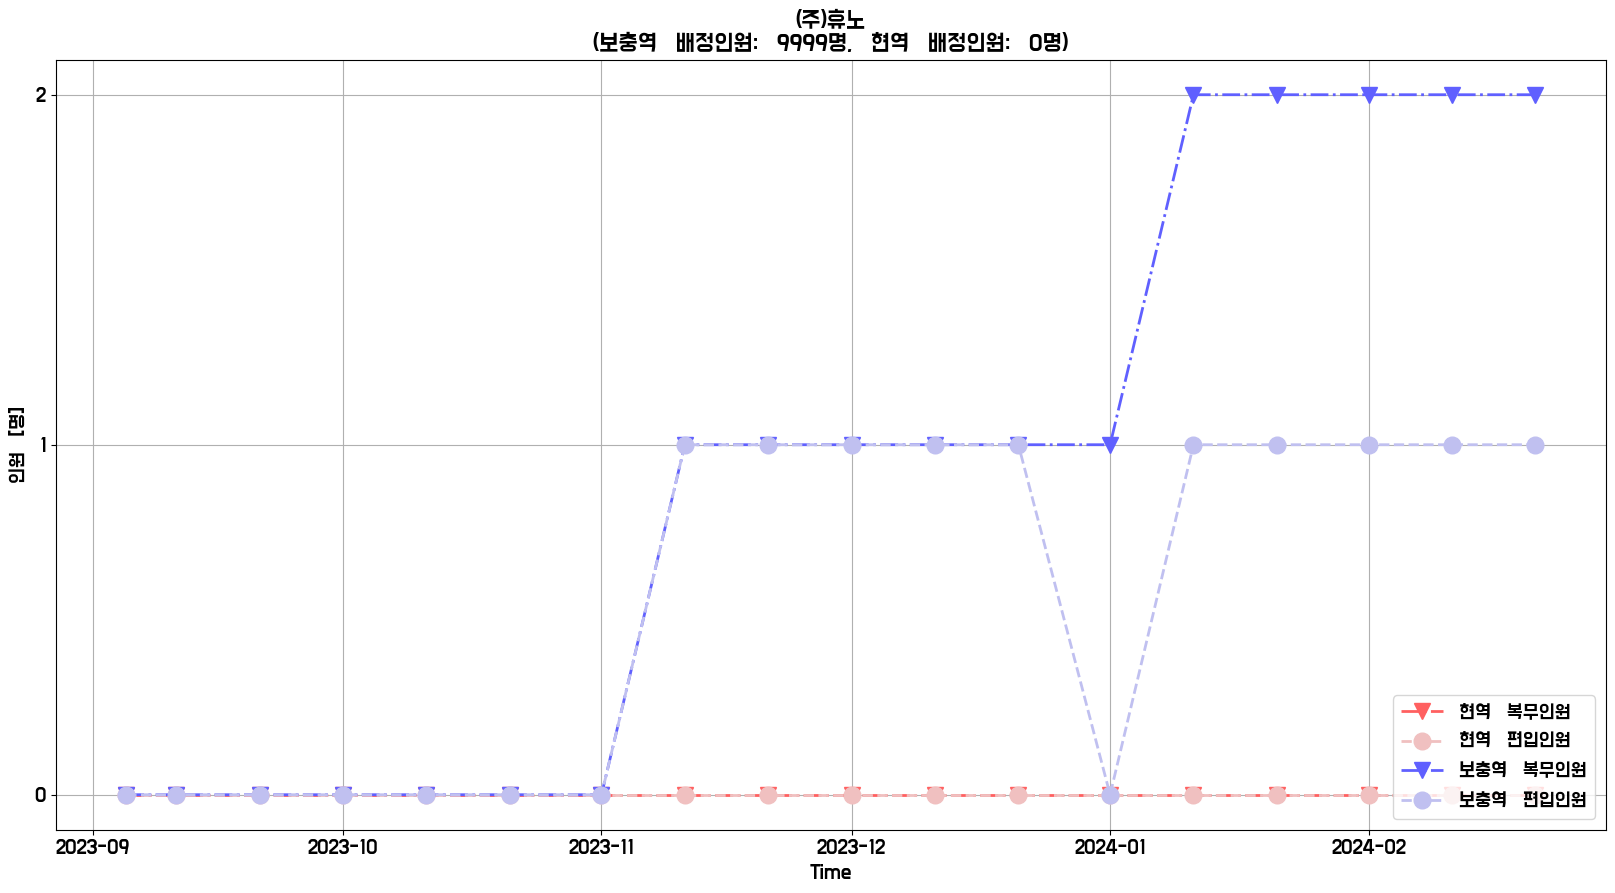 (주)휴노
(보충역 배정인원: 9999명, 현역 배정인원: 0명)
2
1
0
인원 [명]
2023-09
2023-10
2023-11
2023-12
2024-01
2024-02
Time
현역 복무인원
현역 편입인원
보충역 복무인원
보충역 편입인원